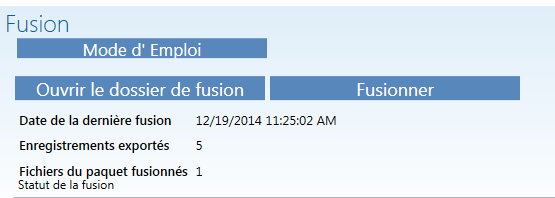 Fusion
Mode d' Emploi
Ouvrir le dossier de fusion
Fusionner
Date de la dernière fusion 12/19/2014 11:25:02 AM
Enregistrements exportés 5
Fichiers du paquet fusionnés 1
Statut de la fusion